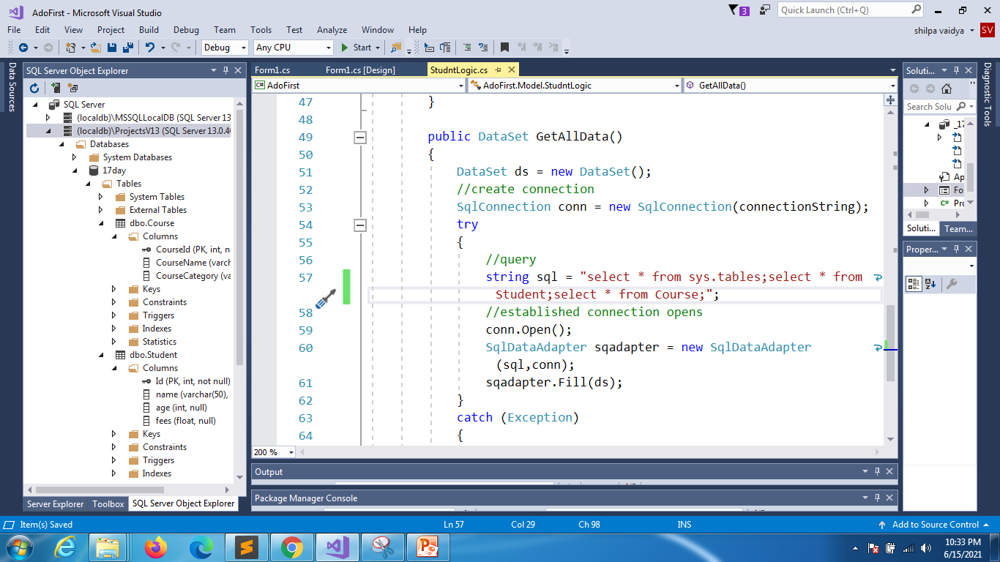 AdoFirst - Microsoft Visual Studio
3
Quick Launch (Ctrl+Q)
File Edit View Project Build Debug Team Tools Test Analyze Window Help
shilpa vaidya SV
Debug Any CPU Start
Data Sources
SQL Server Object Explorer
SQL Server
(localdb)\MSSQLLocalDB (SQL Server 13
(localdb)\ProjectsV13 (SQL Server 13.0.40
Databases
System Databases
17day
Tables
System Tables
External Tables
dbo.Course
Columns
CourseId (PK, int, n
CourseName (varch
CourseCategory (va
Keys
Constraints
Triggers
Indexes
Statistics
dbo.Student
Columns
Id (PK, int, not null)
name (varchar(50),
age (int, null)
fees (float, null)
Keys
Constraints
Triggers
Indexes
Server Explorer Toolbox SQL Server Object Explorer
Form1.cs Form1.cs [Design] StudntLogic.cs
C# AdoFirst AdoFirst.Model.StudntLogic GetAllData()
47 }
48
49 public DataSet GetAllData()
50 {
51 DataSet ds = new DataSet();
52 //create connection
53 SqlConnection conn = new SqlConnection(connectionString);
54 try
55 {
56 //query
57 string sql = "select * from sys.tables;select * from
Student;select * from Course;";
58 //established connection opens
59 conn.Open();
60 SqlDataAdapter sqadapter = new SqlDataAdapter
(sql,conn);
61 sqadapter.Fill(ds);
62 }
63 catch (Exception)
64 {
200 %
Output
Package Manager Console
Soluti...
Search Solu
_17
Ap
Fo
C# Pro
Soluti... Team...
Proper...
Diagnostic Tools
Item(s) Saved Ln 57 Col 29 Ch 98 INS Add to Source Control
10:33 PM
6/15/2021